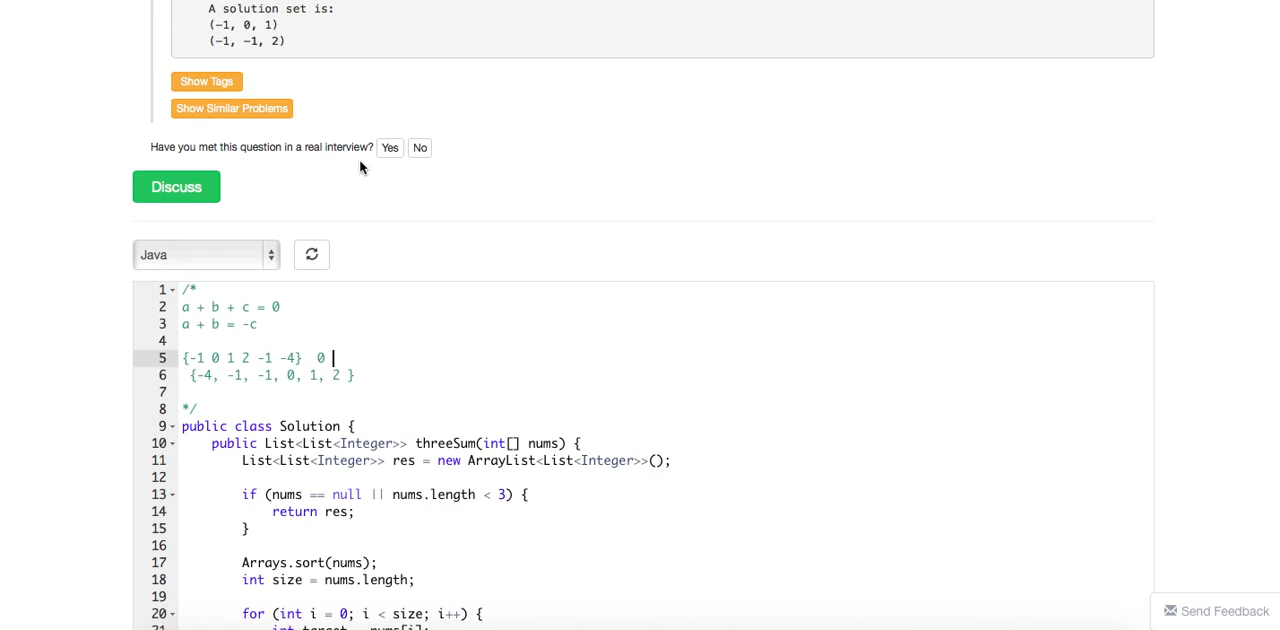 A solution set is:
(-1, 0, 1)
(-1, -1, 2)
Show Tags
Show Similar Problems
Have you met this question in a real interview? Yes No
Discuss
Java
1 /*
2 a + b + c = 0
3 a + b = -c
4
5 {-1 0 1 2 -1 -4}  0
6 {-4, -1, -1, 0, 1, 2 }
7
8 */
9 public class Solution {
10 public List<List<Integer>> threeSum(int[] nums) {
11 List<List<Integer>> res = new ArrayList<List<Integer>>();
12
13 if (nums == null || nums.length < 3) {
14 return res;
15 }
16
17 Arrays.sort(nums);
18 int size = nums.length;
19
20 for (int i = 0; i < size; i++) {
21 int target = nums[i];
Send Feedback